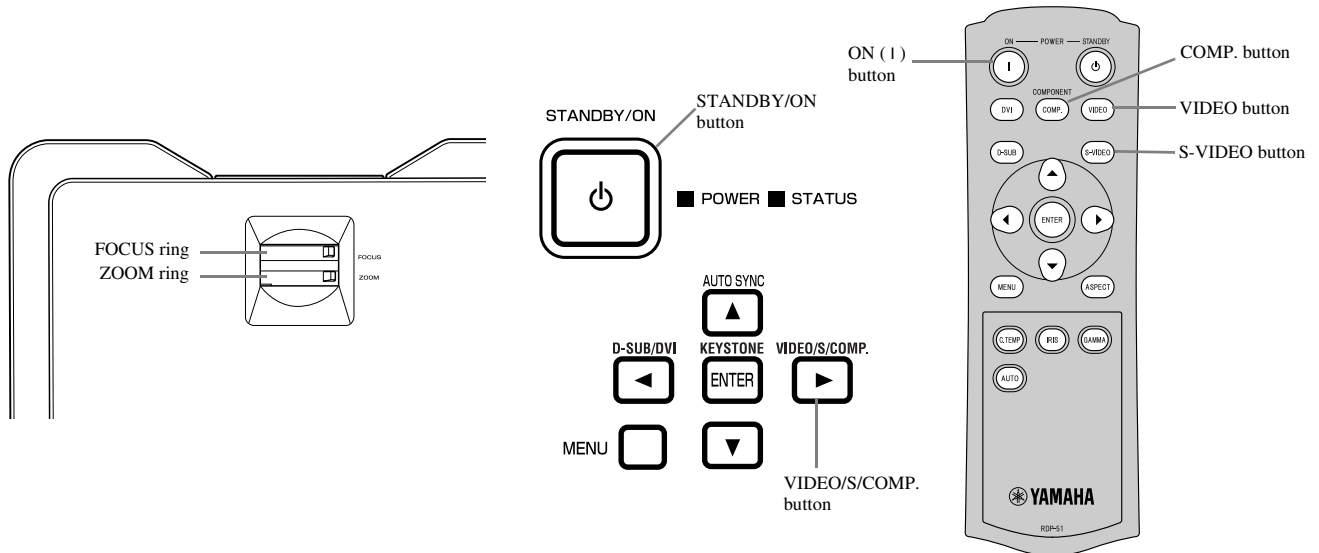 FOCUS ring
ZOOM ring
FOCUS
ZOOM
STANDBY/ON
STANDBY/ON
button
POWER STATUS
AUTO SYNC
D-SUB/DVI KEYSTONE VIDEO/S/COMP.
ENTER
MENU
VIDEO/S/COMP.
button
ON ( I )
button
COMP. button
VIDEO button
S-VIDEO button
ON POWER STANDBY
I
COMPONENT
DVI COMP. VIDEO
D-SUB S-VIDEO
ENTER
MENU ASPECT
C.TEMP IRIS GAMMA
AUTO
YAMAHA
RDP-51